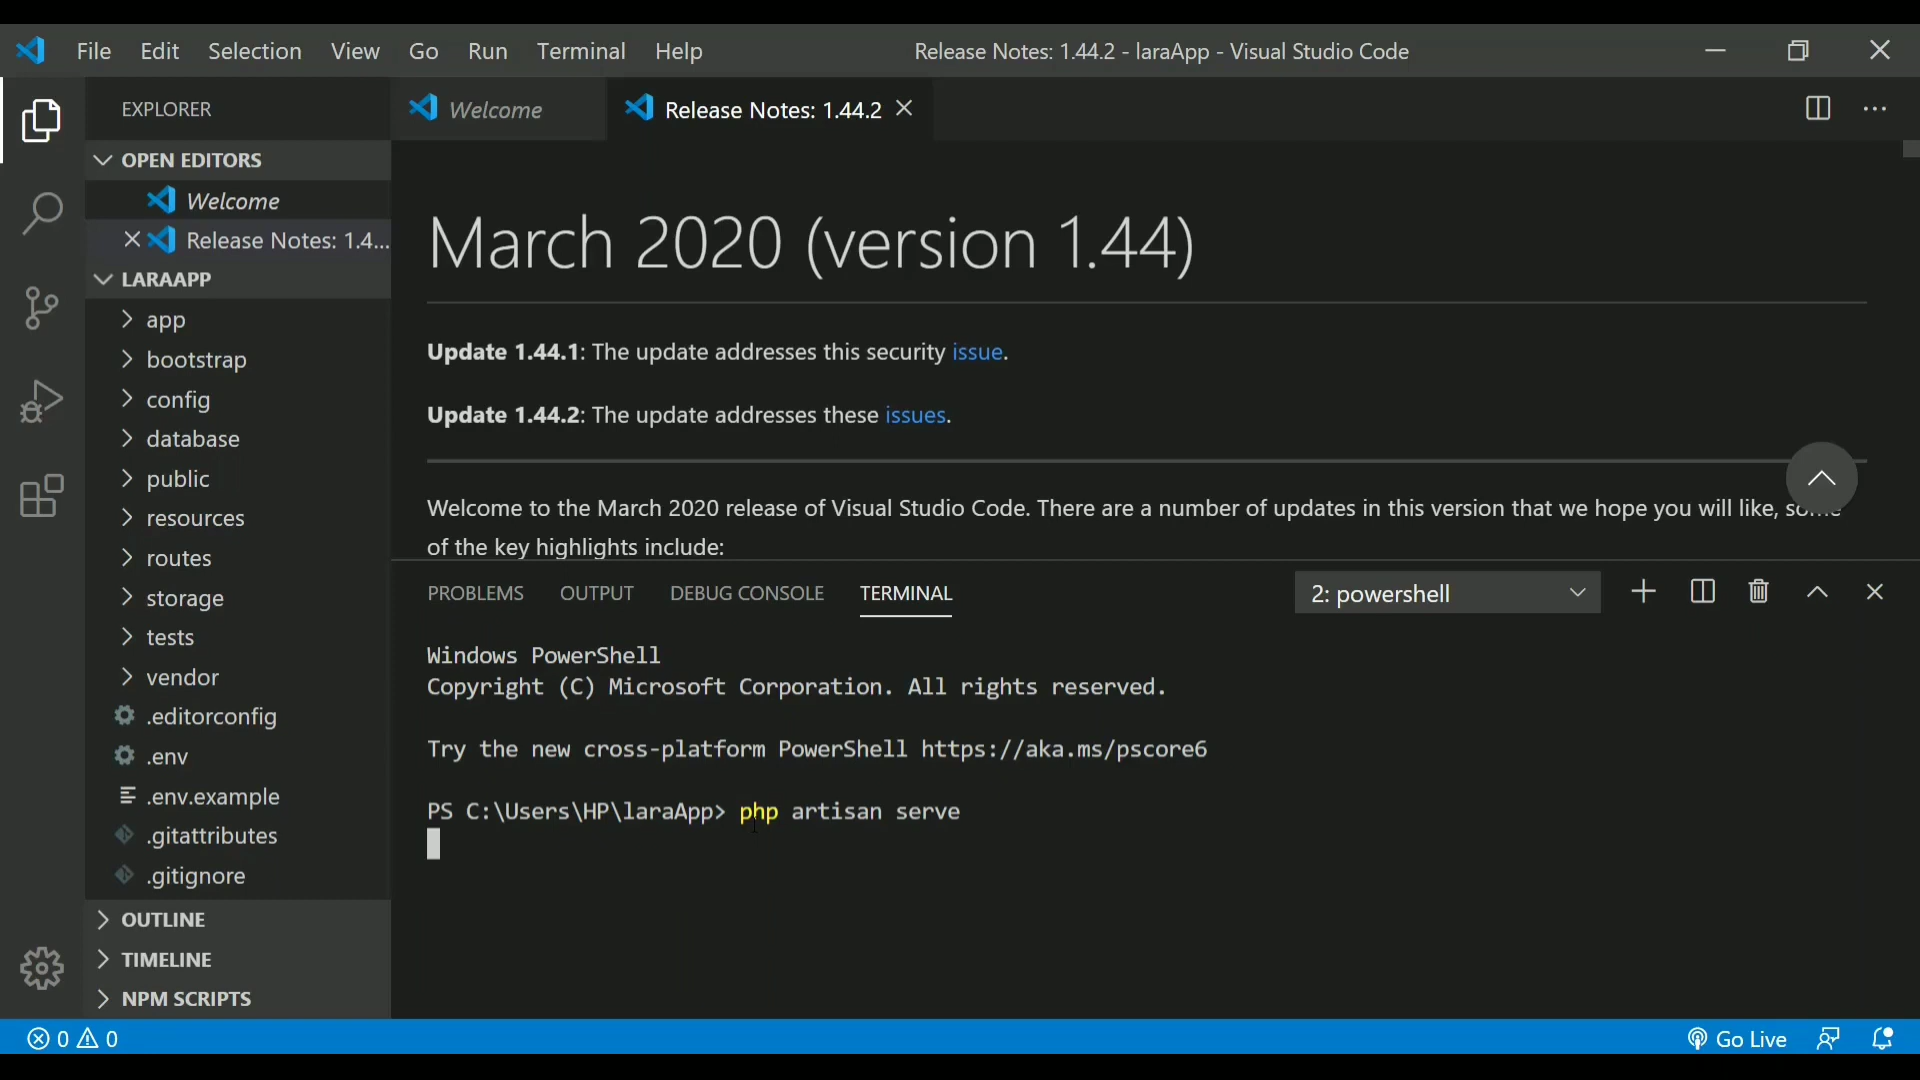 File Edit Selection View Go Run Terminal Help Release Notes: 1.44.2 - laraApp - Visual Studio Code
EXPLORER
OPEN EDITORS
Welcome
Release Notes: 1.4...
LARAAPP
app
bootstrap
config
database
public
resources
routes
storage
tests
vendor
.editorconfig
.env
.env.example
.gitattributes
.gitignore
OUTLINE
TIMELINE
NPM SCRIPTS
Welcome Release Notes: 1.44.2
March 2020 (version 1.44)
Update 1.44.1: The update addresses this security issue.
Update 1.44.2: The update addresses these issues.
Welcome to the March 2020 release of Visual Studio Code. There are a number of updates in this version that we hope you will like, some
of the key highlights include:
PROBLEMS OUTPUT DEBUG CONSOLE TERMINAL 2: powershell
Windows PowerShell
Copyright (C) Microsoft Corporation. All rights reserved.
Try the new cross-platform PowerShell https://aka.ms/pscore6
PS C:\Users\HP\laraApp> php artisan serve
0 0 Go Live